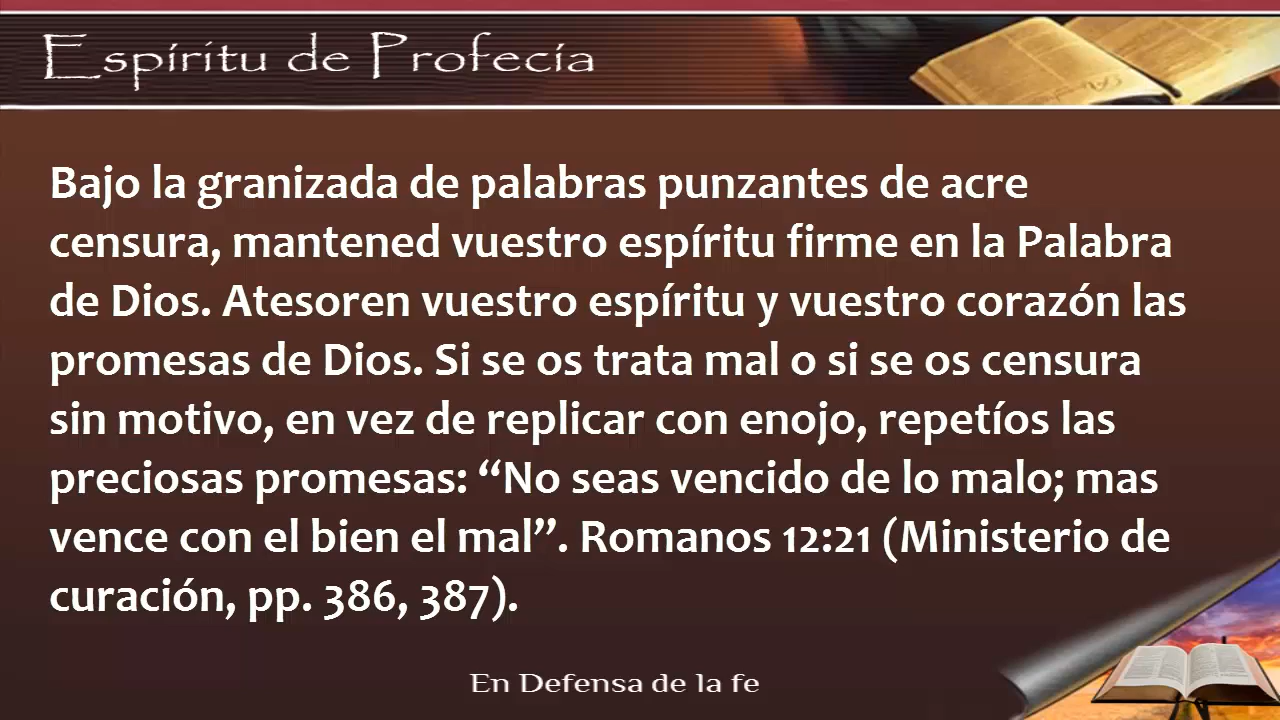 Espíritu de Profecía
Bajo la granizada de palabras punzantes de acre
censura, mantened vuestro espíritu firme en la Palabra
de Dios. Atesoren vuestro espíritu y vuestro corazón las
promesas de Dios. Si se os trata mal o si se os censura
sin motivo, en vez de replicar con enojo, repetíos las
preciosas promesas: “No seas vencido de lo malo; mas
vence con el bien el mal”. Romanos 12:21 (Ministerio de
curación, pp. 386, 387).
En Defensa de la fe